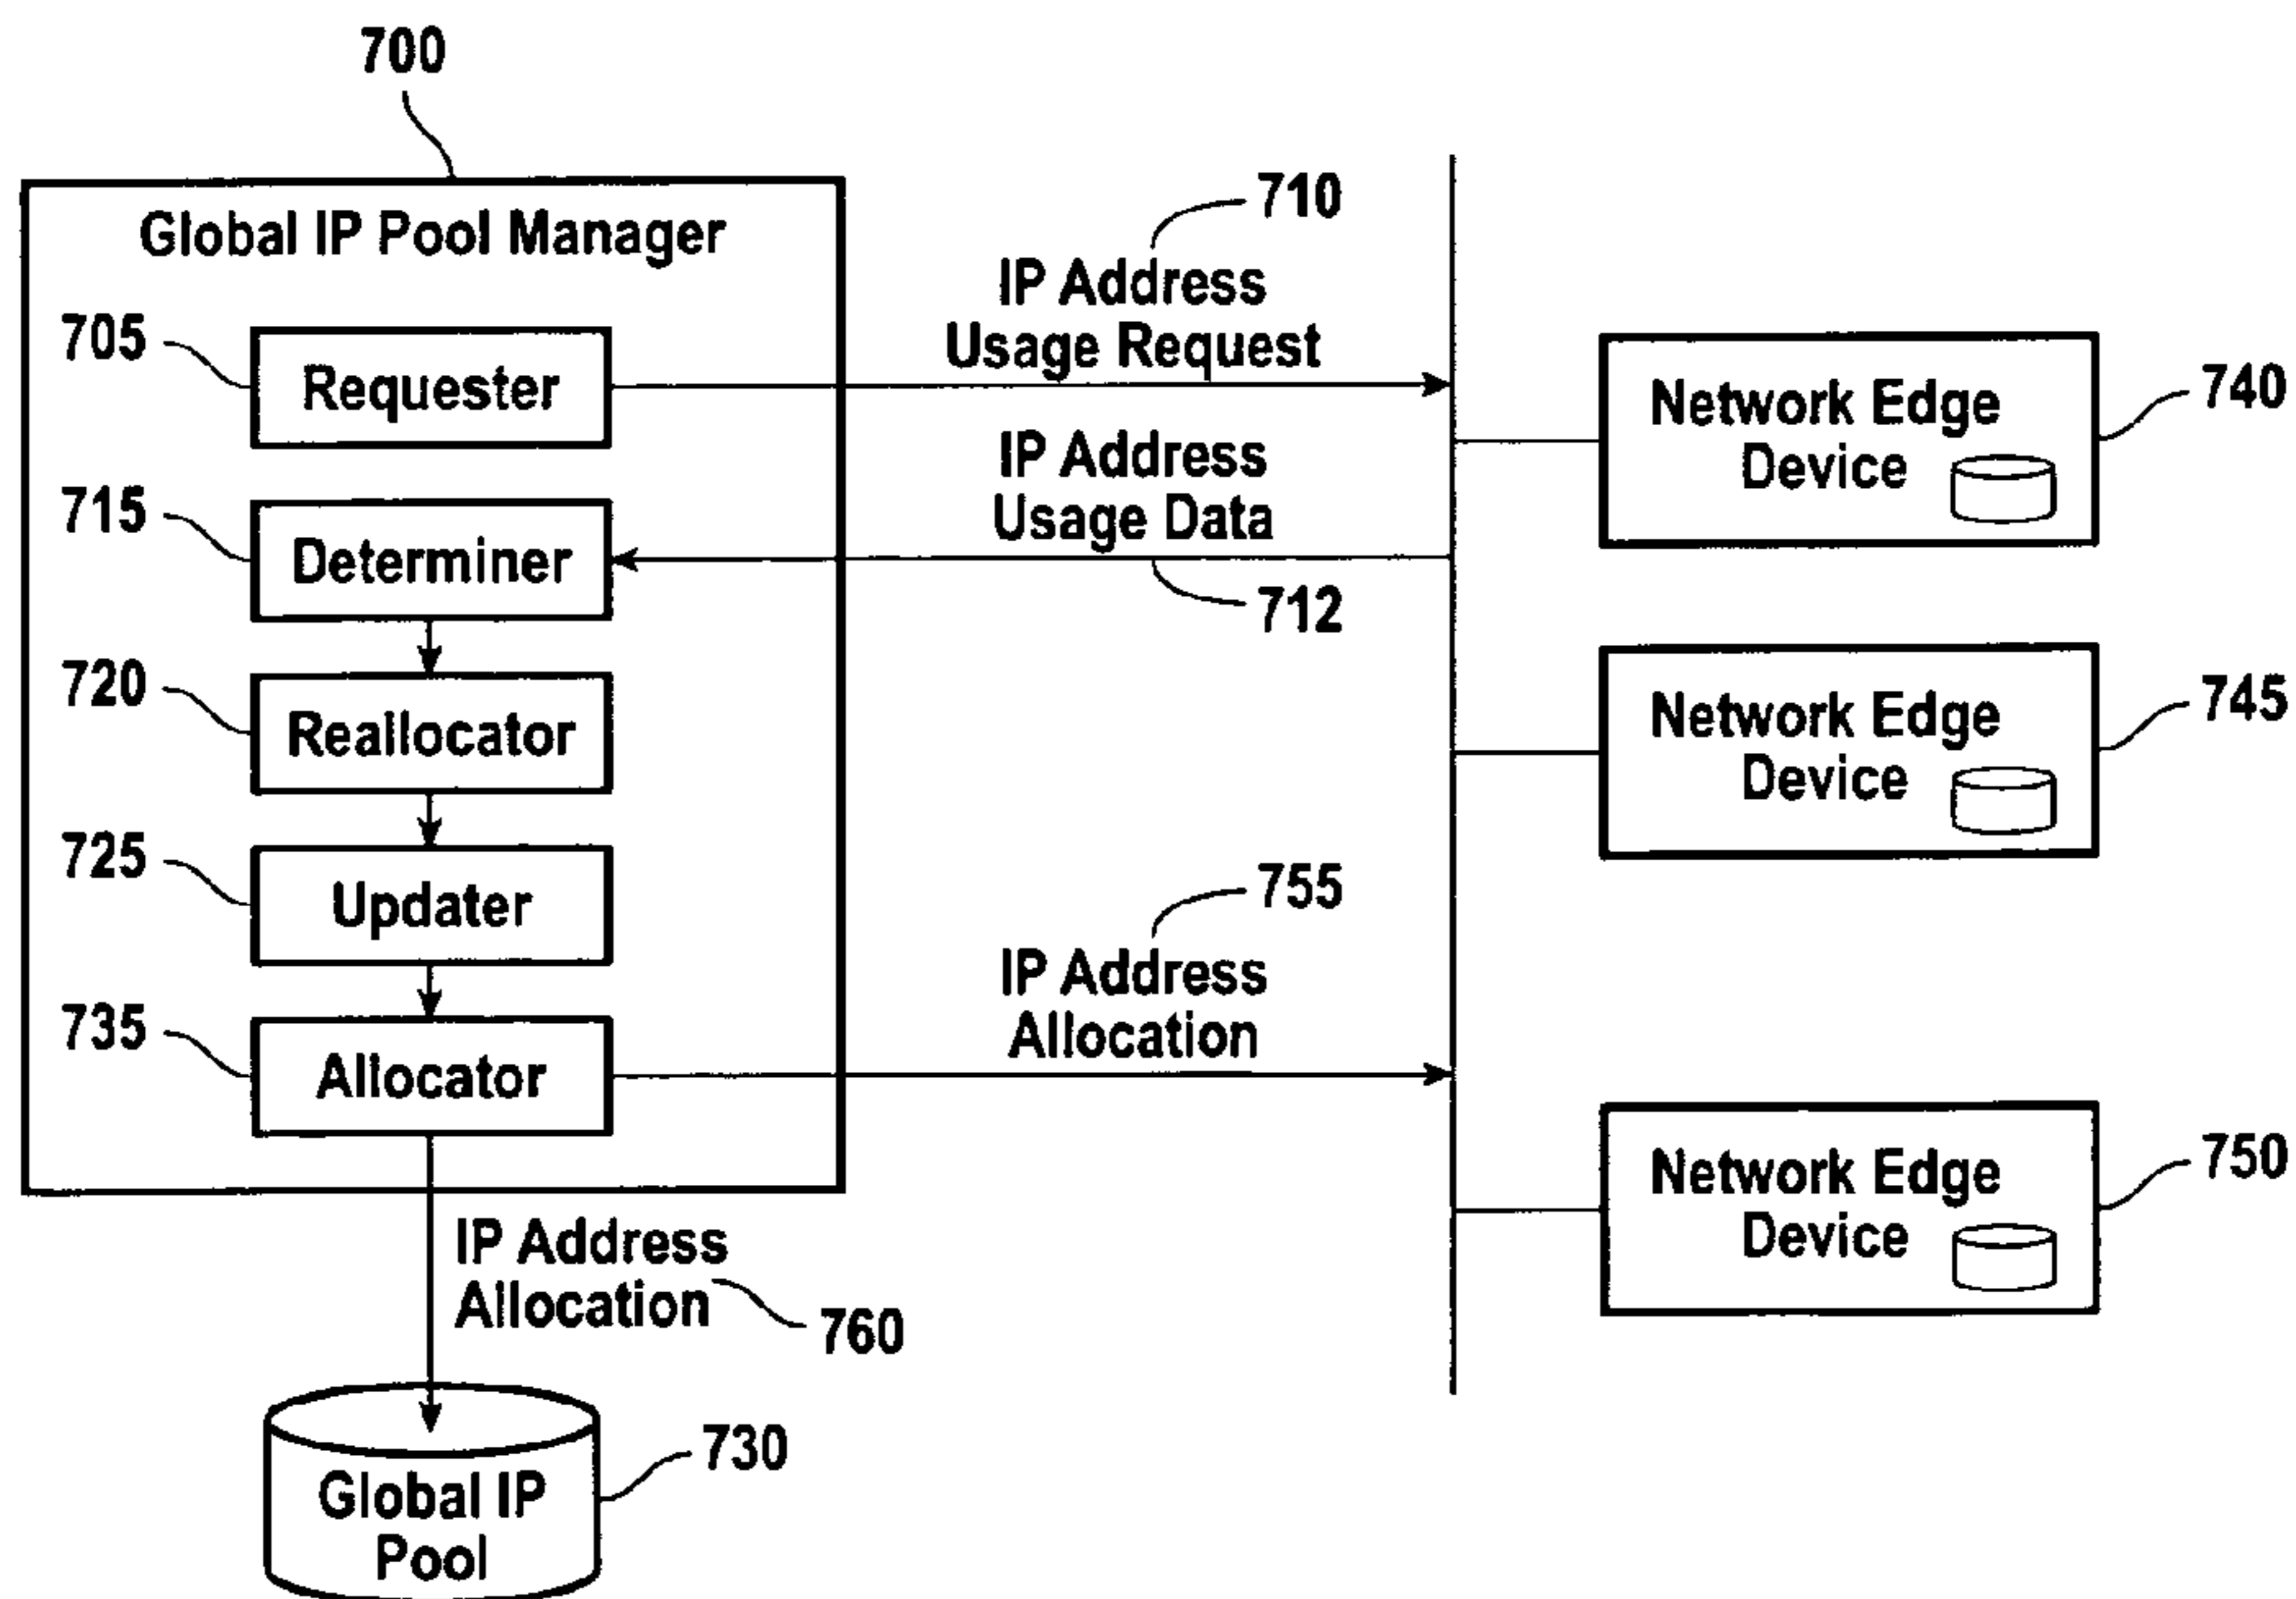 700
Global IP Pool Manager
705
Requester
715
Determiner
720
Reallocator
725
Updater
735
Allocator
710
IP Address
Usage Request
IP Address
Usage Data
712
755
IP Address
Allocation
IP Address
Allocation
760
Global IP
Pool
730
Network Edge
Device
740
Network Edge
Device
745
Network Edge
Device
750